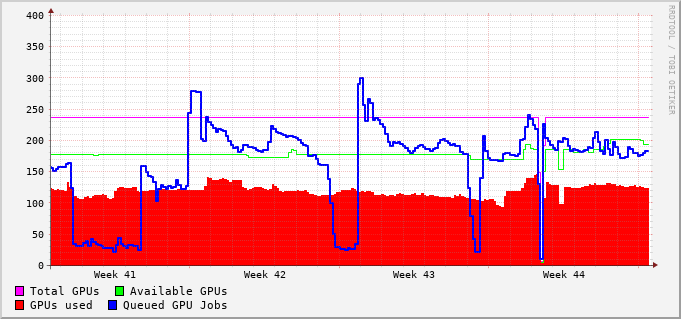 400
350
300
250
200
150
100
50
0
Week 41 Week 42 Week 43 Week 44
Total GPUs Available GPUs
GPUs used Queued GPU Jobs
RRDTOOL / TOBI OETIKER